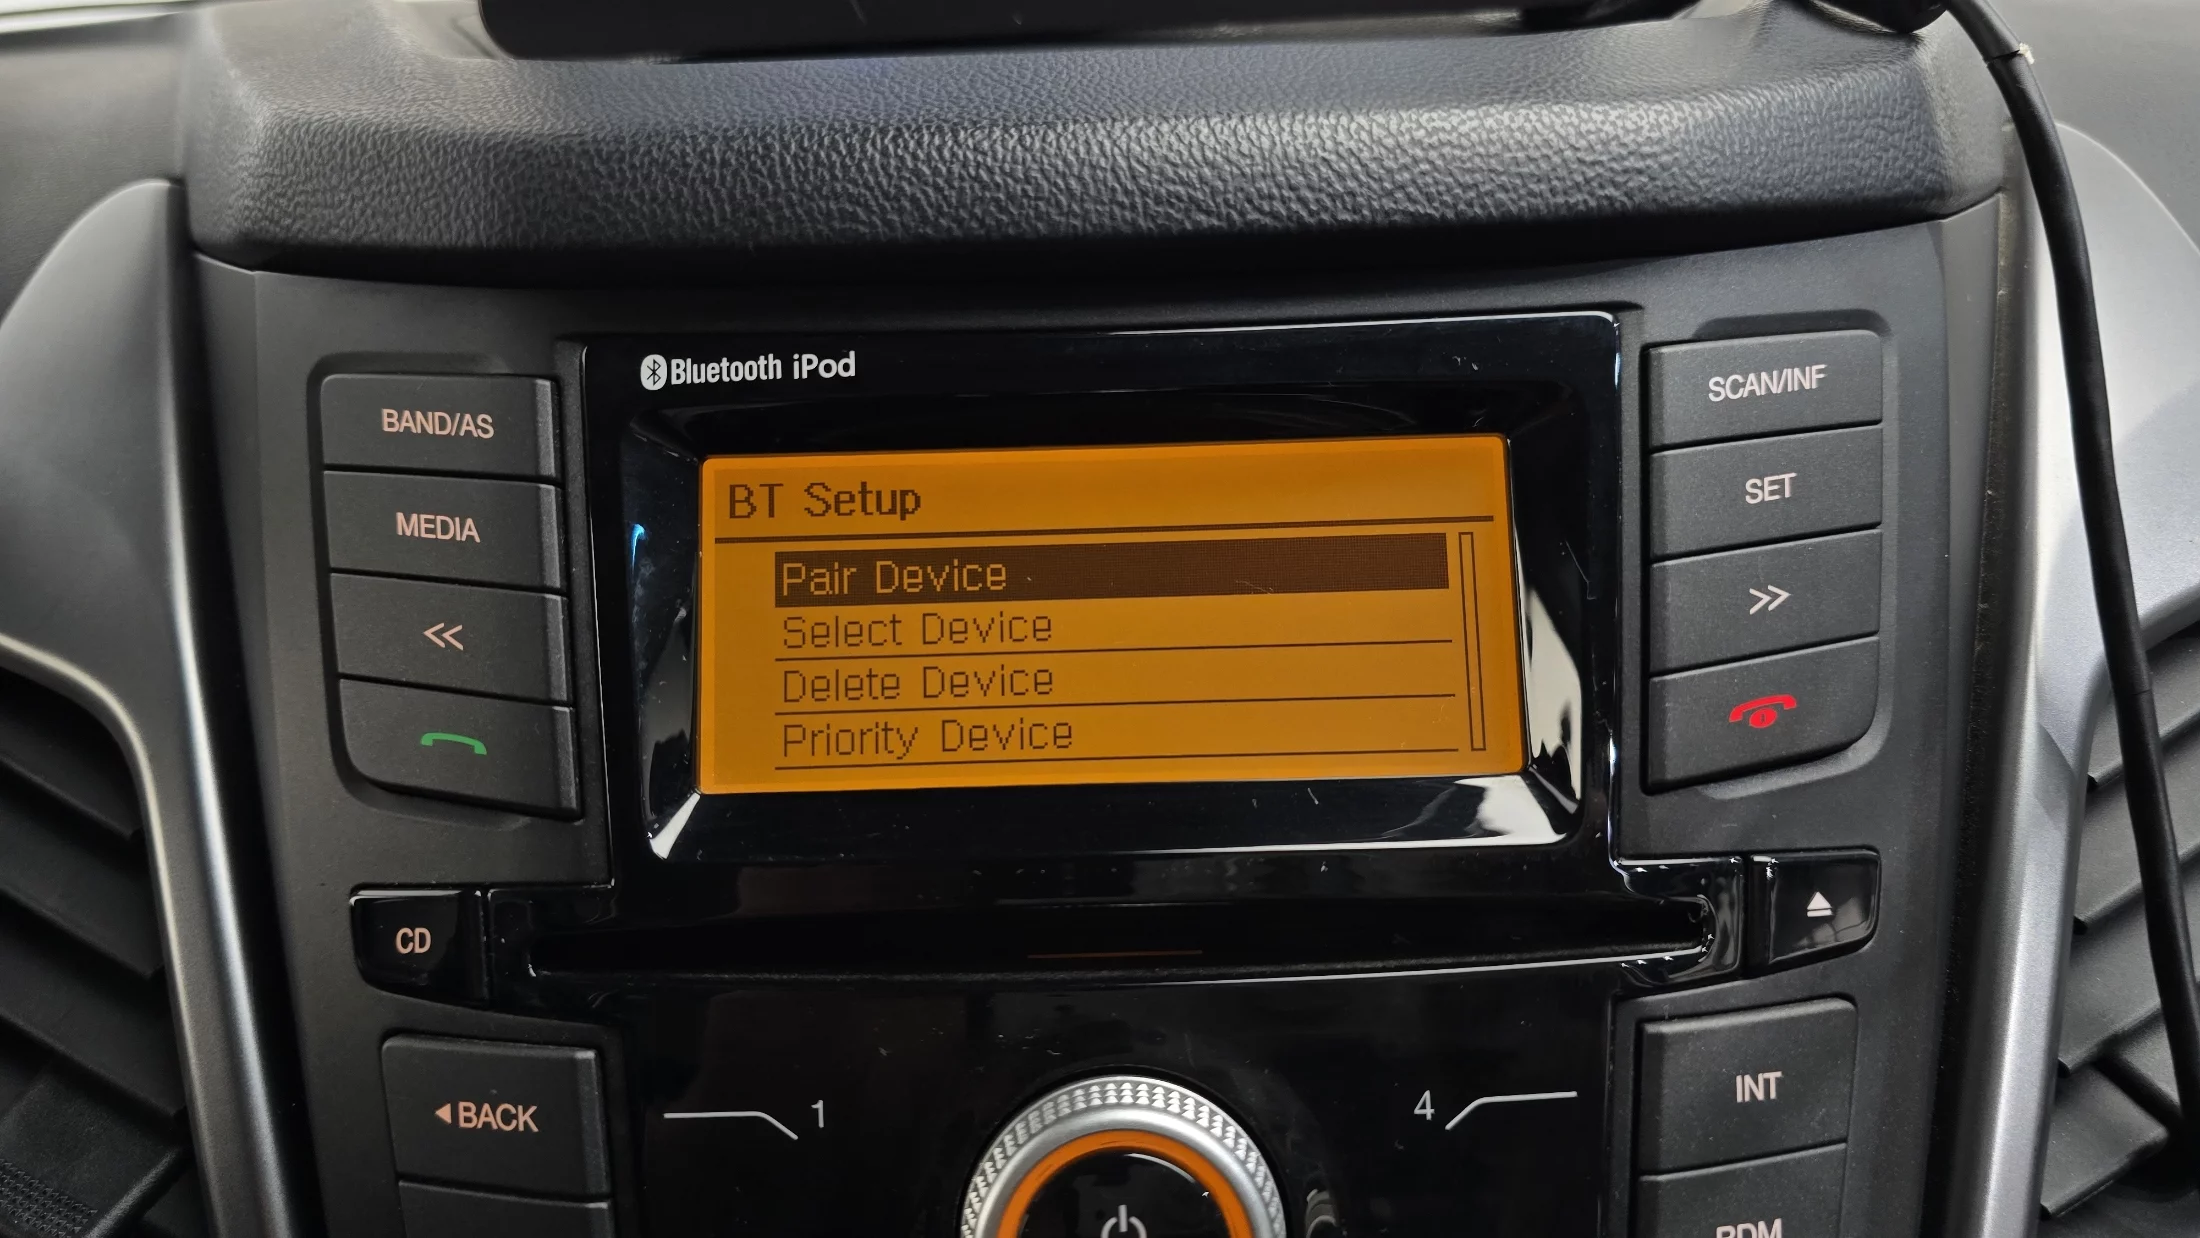 Bluetooth iPod
BAND/AS
MEDIA
SCAN/INF
SET
BT Setup
Pair Device
Select Device
Delete Device
Priority Device
CD
BACK
1
4
INT
RDM